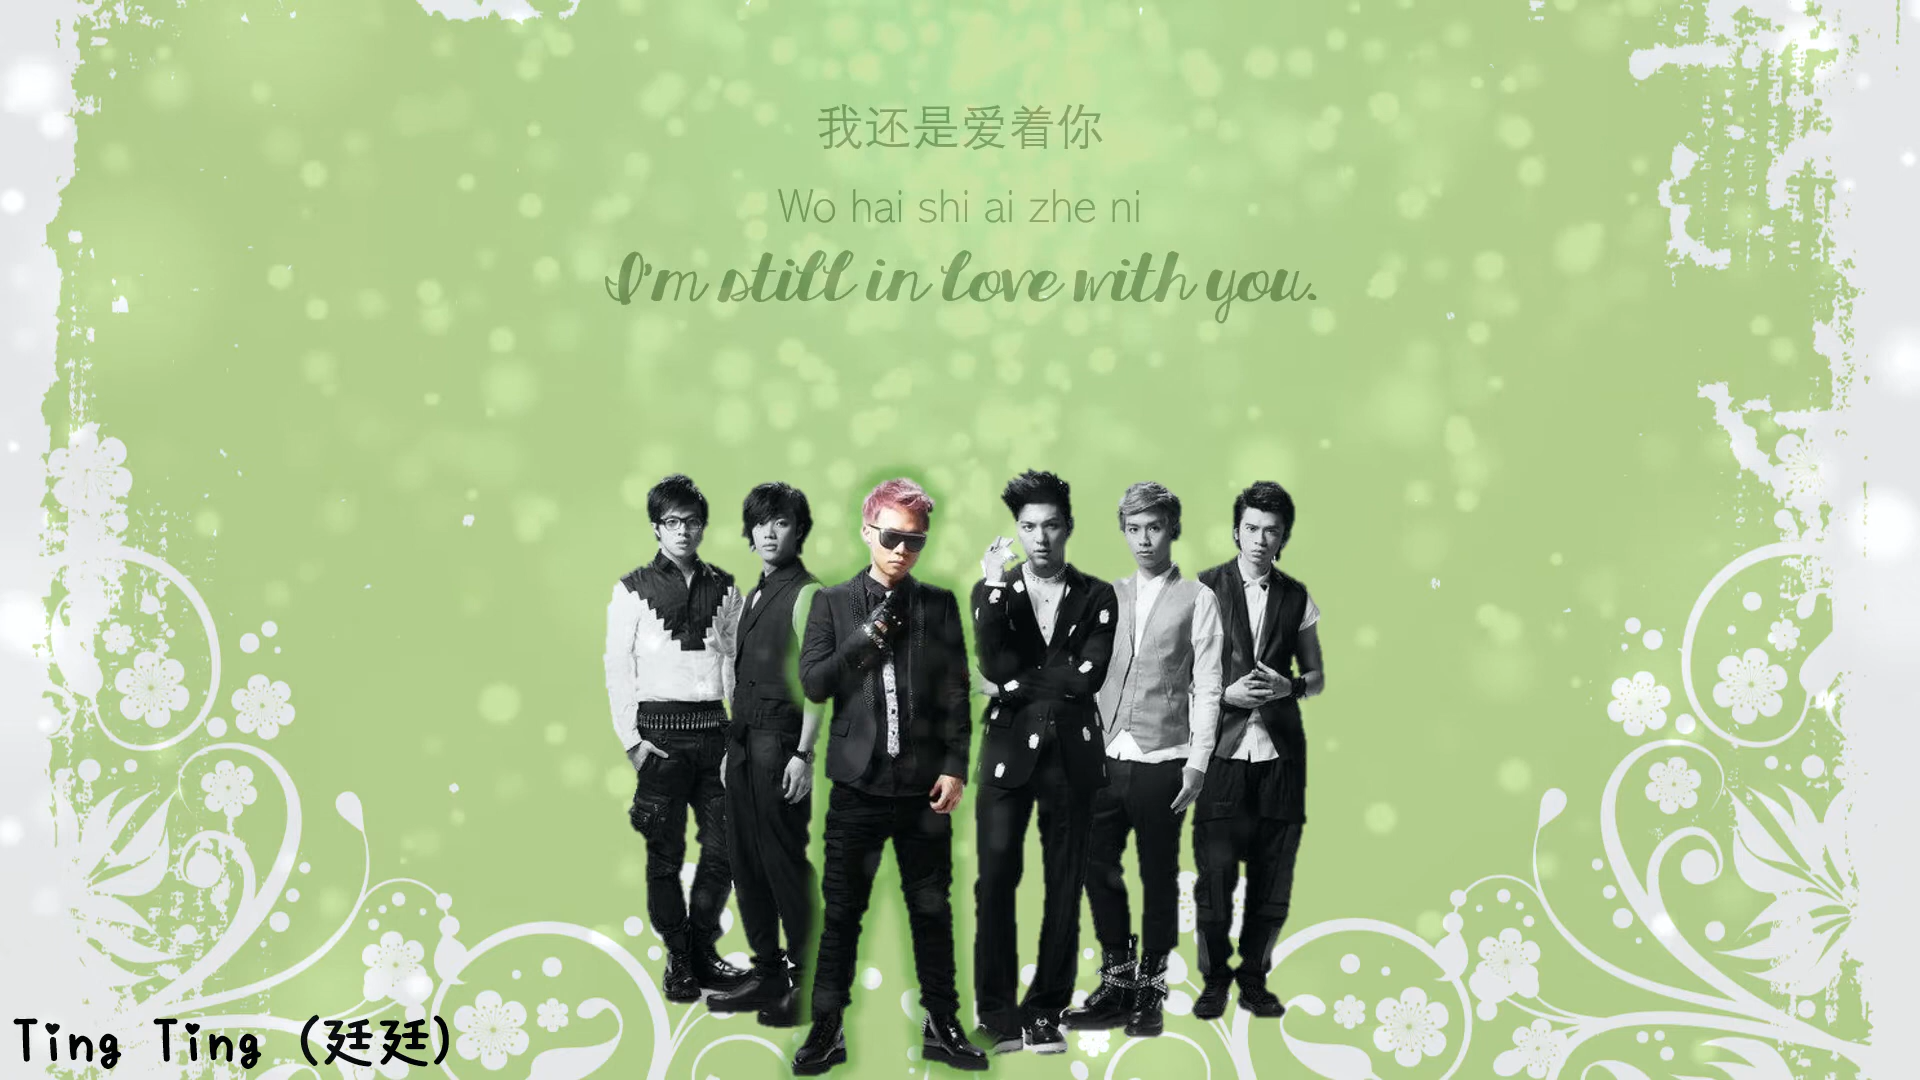 我还是爱着你
Wo hai shi ai zhe ni
I'm still in love with you.
Ting Ting (廷廷)